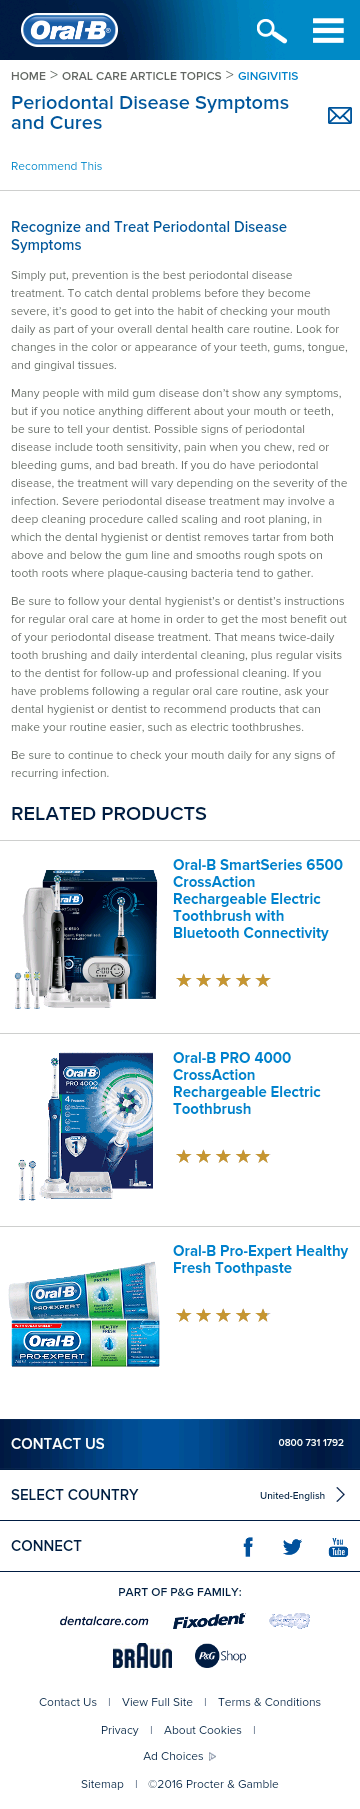 Oral-B
HOME > ORAL CARE ARTICLE TOPICS > GINGIVITIS
Periodontal Disease Symptoms
and Cures
Recommend This
Recognize and Treat Periodontal Disease
Symptoms
Simply put, prevention is the best periodontal disease
treatment. To catch dental problems before they become
severe, it's good to get into the habit of checking your mouth
daily as part of your overall dental health care routine. Look for
changes in the color or appearance of your teeth, gums, tongue,
and gingival tissues.
Many people with mild gum disease don't show any symptoms,
but if you notice anything different about your mouth or teeth,
be sure to tell your dentist. Possible signs of periodontal
disease include tooth sensitivity, pain when you chew, red or
bleeding gums, and bad breath. If you do have periodontal
disease, the treatment will vary depending on the severity of the
infection. Severe periodontal disease treatment may involve a
deep cleaning procedure called scaling and root planing, in
which the dental hygienist or dentist removes tartar from both
above and below the gum line and smooths rough spots on
tooth roots where plaque-causing bacteria tend to gather.
Be sure to follow your dental hygienist's or dentist's instructions
for regular oral care at home in order to get the most benefit out
of your periodontal disease treatment. That means twice-daily
tooth brushing and daily interdental cleaning, plus regular visits
to the dentist for follow-up and professional cleaning. If you
have problems following a regular oral care routine, ask your
dental hygienist or dentist to recommend products that can
make your routine easier, such as electric toothbrushes.
Be sure to continue to check your mouth daily for any signs of
recurring infection.
RELATED PRODUCTS
Oral-B
Oral-B SmartSeries 6500
CrossAction
Rechargeable Electric
Toothbrush with
Bluetooth Connectivity
Oral-B
PRO 4000
#1
Oral-B PRO 4000
CrossAction
Rechargeable Electric
Toothbrush
Oral-B
PRO-EXPERT
HEALTHY
FRESH
Oral-B
PRO-EXPERT
HEALTHY
FRESH
Oral-B Pro-Expert Healthy
Fresh Toothpaste
CONTACT US
0800 731 1792
SELECT COUNTRY
United-English
CONNECT
You
Tube
PART OF P&G FAMILY:
dentalcare.com
Fixodent
BRAUN
P&G Shop
Contact Us | View Full Site | Terms & Conditions
Privacy | About Cookies |
Ad Choices
Sitemap | ©2016 Procter & Gamble